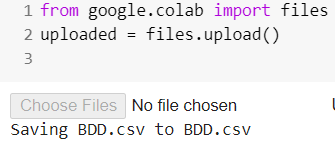 1 from google.colab import files
2 uploaded = files.upload()
3
Choose Files No file chosen
Saving BDD.csv to BDD.csv